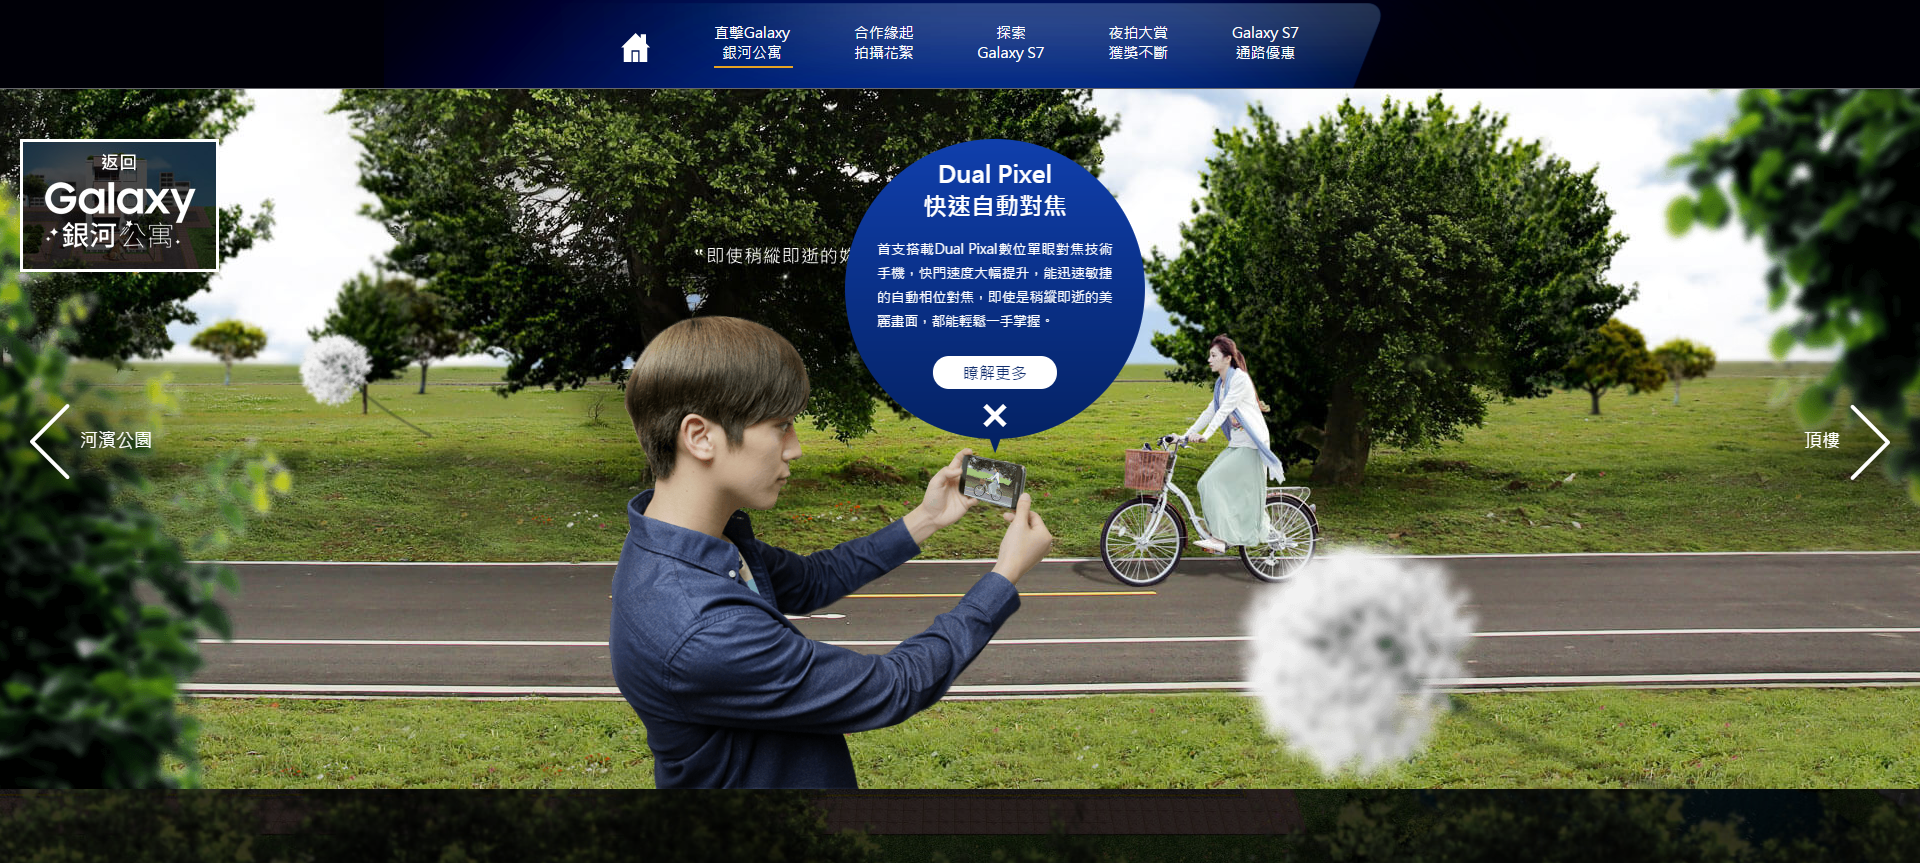 直擊Galaxy
銀河公寓
合作緣起
拍攝花絮
探索
Galaxy S7
夜拍大賞
獲獎不斷
Galaxy S7
通路優惠
返回
Galaxy
銀河公寓
“即使稍縱即逝的
Dual Pixel
快速自動對焦
首支搭載Dual Pixal數位單眼對焦技術
手機，快門速度大幅提升，能迅速敏捷
的自動相位對焦，即使是稍縱即逝的美
麗畫面，都能輕鬆一手掌握。
瞭解更多
河濱公園
頂樓